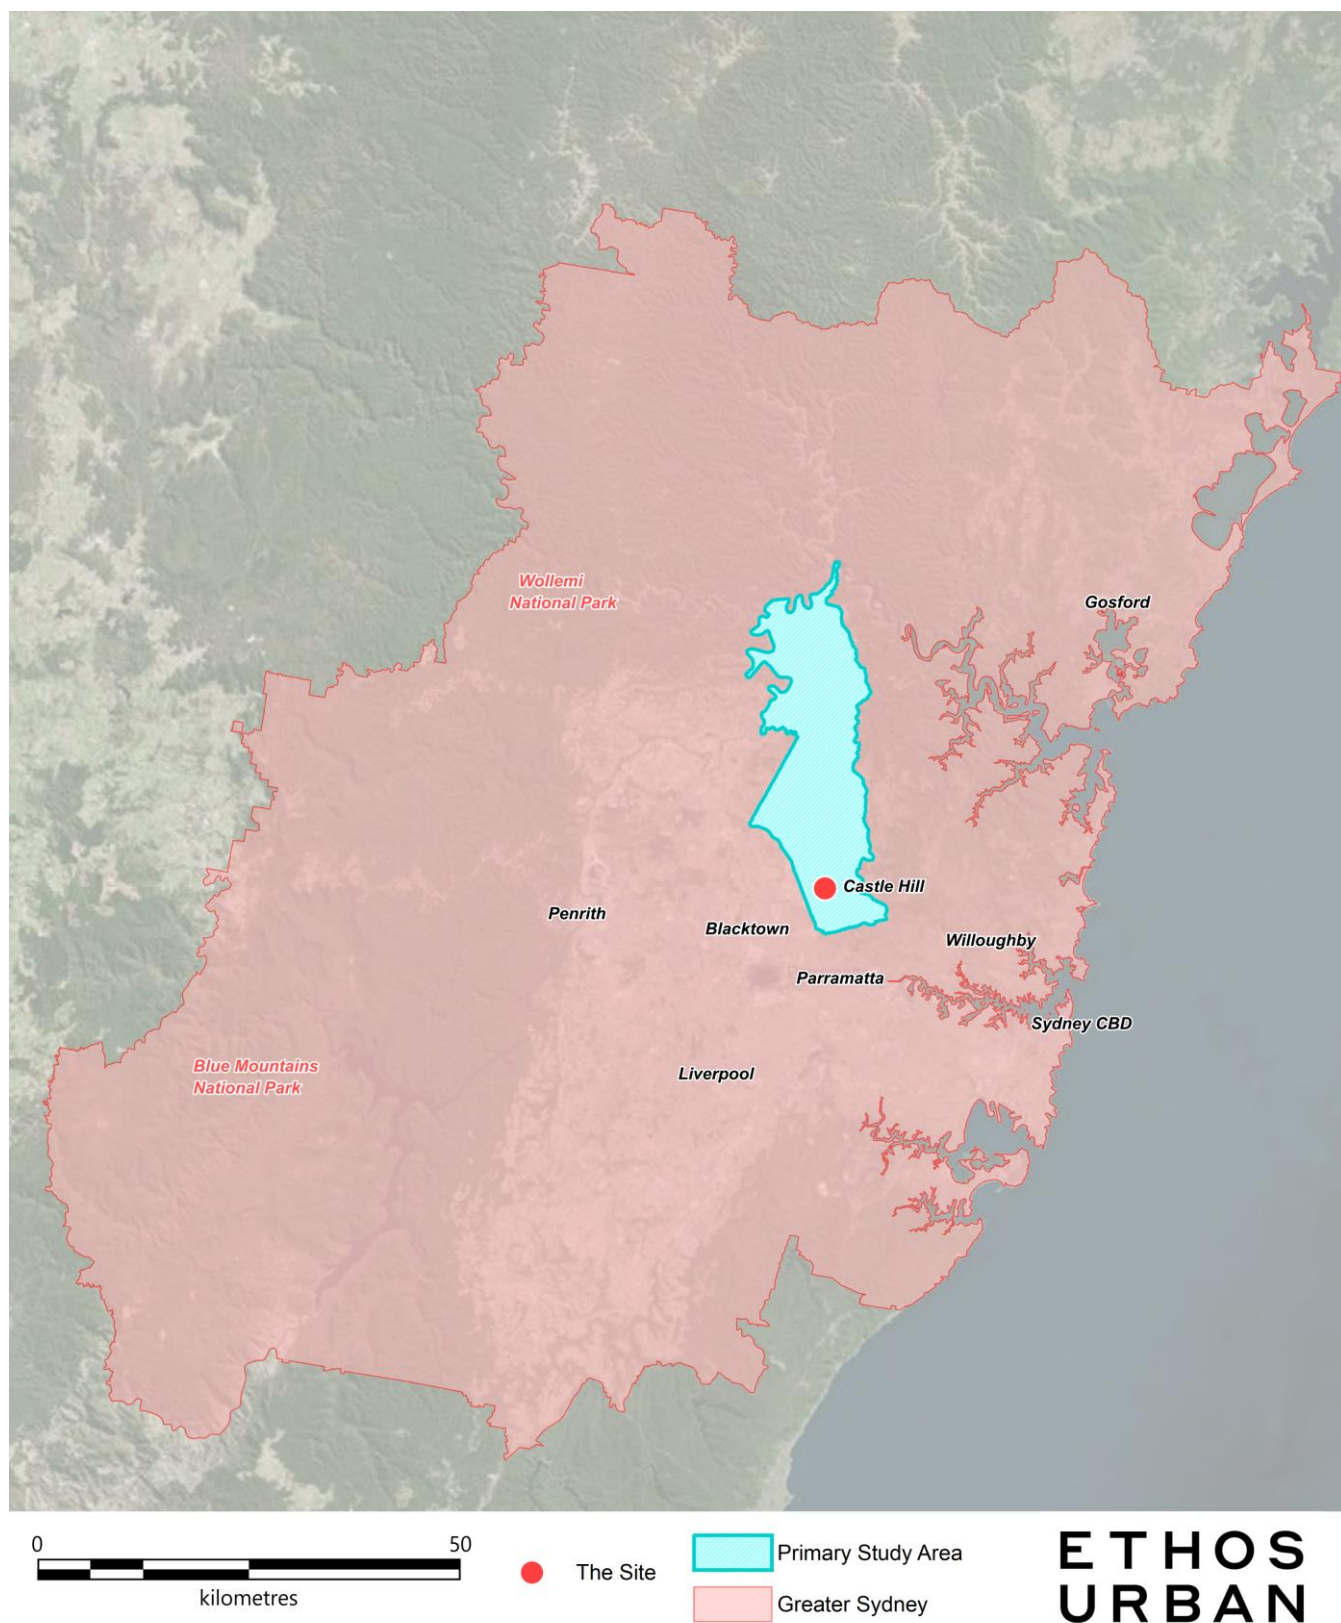 Wollemi
National Park
Gosford
Castle Hill
Penrith
Blacktown
Willoughby
Parramatta
Sydney CBD
Blue Mountains
National Park
Liverpool
0 50
kilometres
The Site
Primary Study Area
Greater Sydney
ETHOS
URBAN